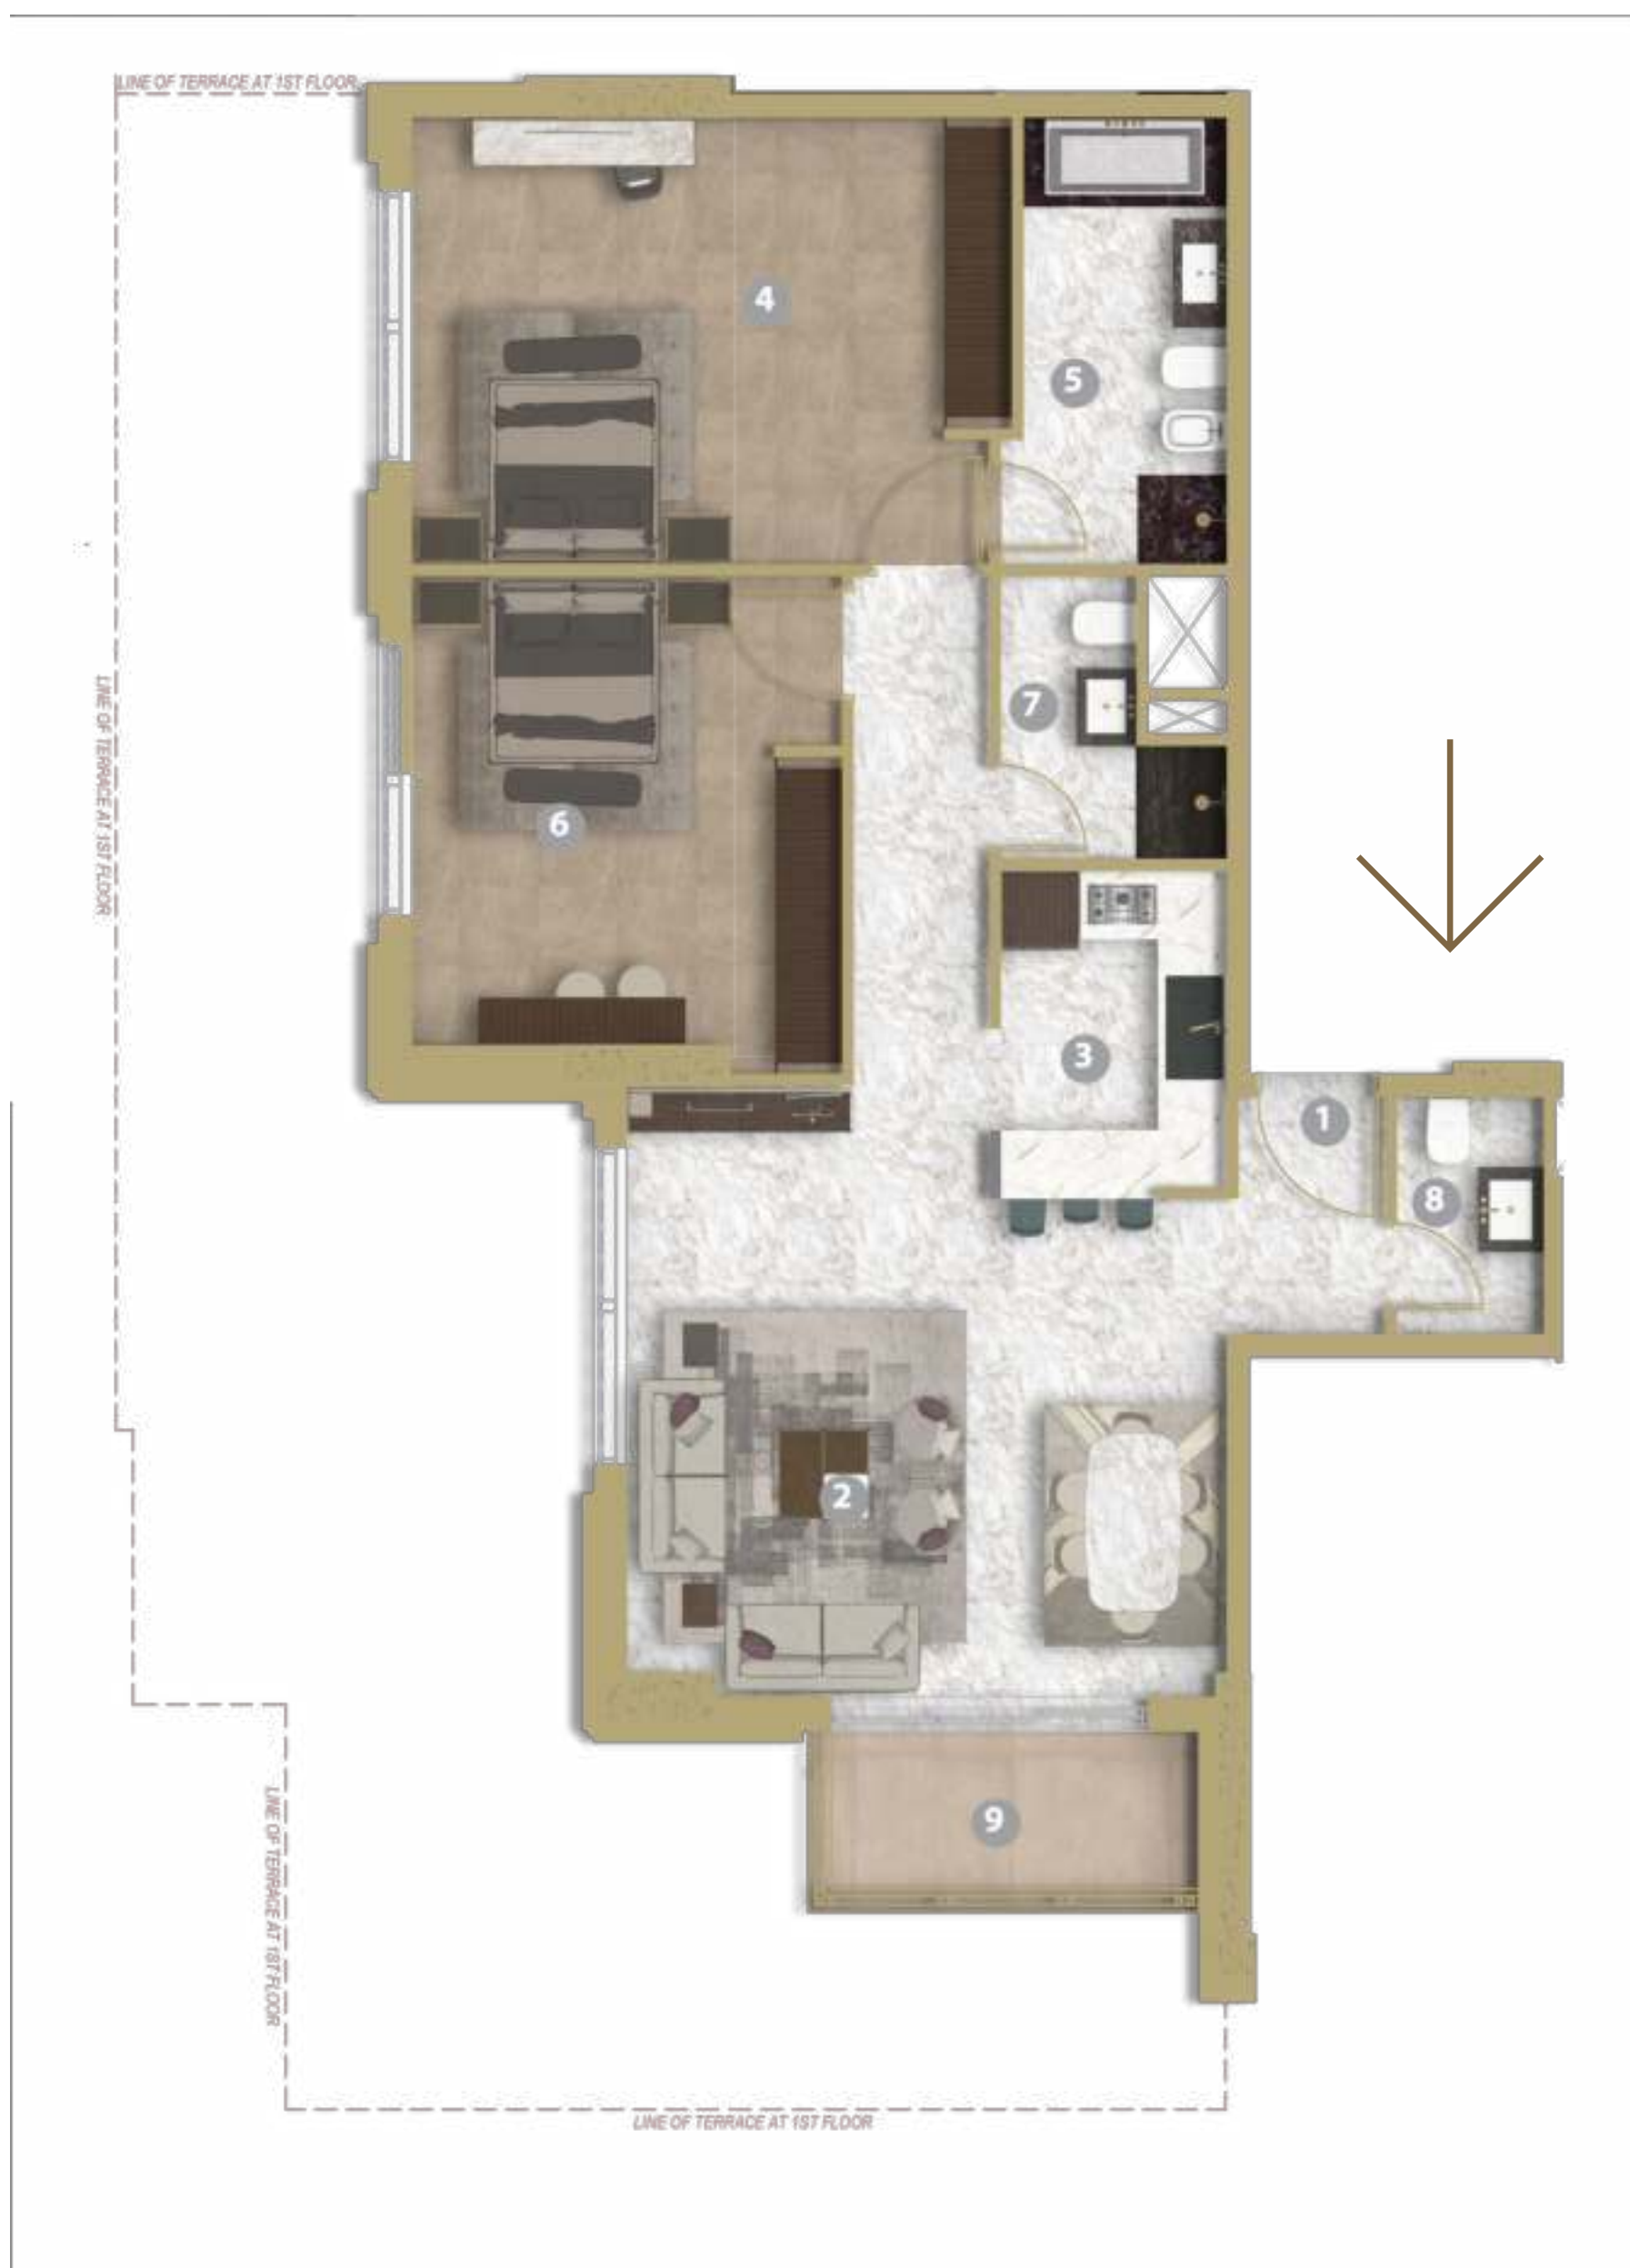 LINE OF TERRACE AT 1ST FLOOR
4
5
LINE OF TERRACE AT 1ST FLOOR
7
6
3
1
8
2
9
LINE OF TERRACE AT 1ST FLOOR
LINE OF TERRACE AT 1ST FLOOR